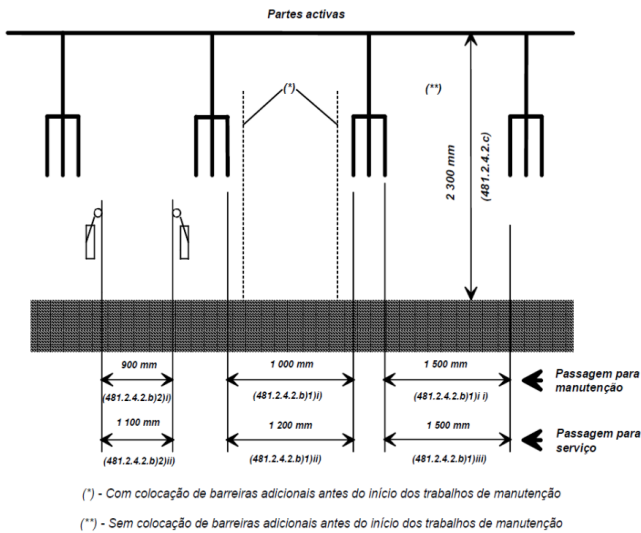 Partes activas
(*)
(**)
2 300 mm
(481.2.4.2.c)
900 mm
1 000 mm
1 500 mm
Passagem para
manutenção
(481.2.4.2.b)2)i)
(481.2.4.2.b)1)i)
(481.2.4.2.b)1)i i)
1 100 mm
1 200 mm
1 500 mm
Passagem para
serviço
(481.2.4.2.b)2)ii)
(481.2.4.2.b)1)ii)
(481.2.4.2.b)1)iii)
(*) - Com colocação de barreiras adicionais antes do início dos trabalhos de manutenção
(**) - Sem colocação de barreiras adicionais antes do início dos trabalhos de manutenção